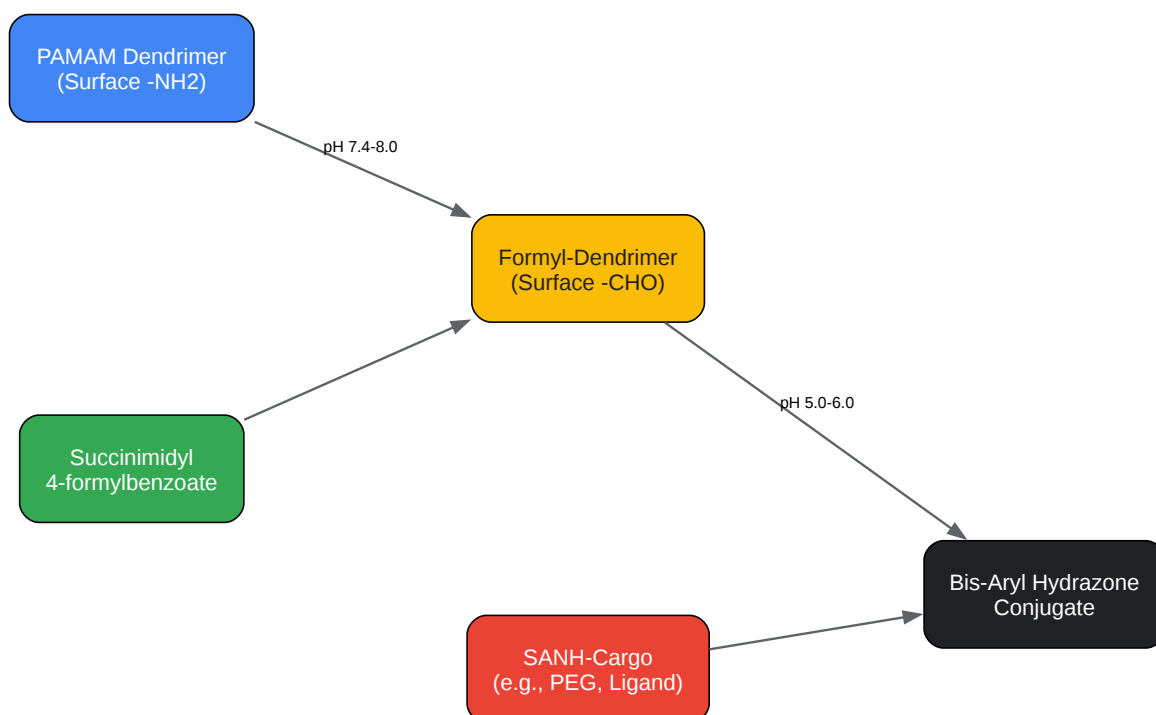 PAMAM Dendrimer
(Surface -NH2)
pH 7.4-8.0
Formyl-Dendrimer
(Surface -CHO)
pH 5.0-6.0
Succinimidyl
4-formylbenzoate
Bis-Aryl Hydrazone
Conjugate
SANH-Cargo
(e.g., PEG, Ligand)